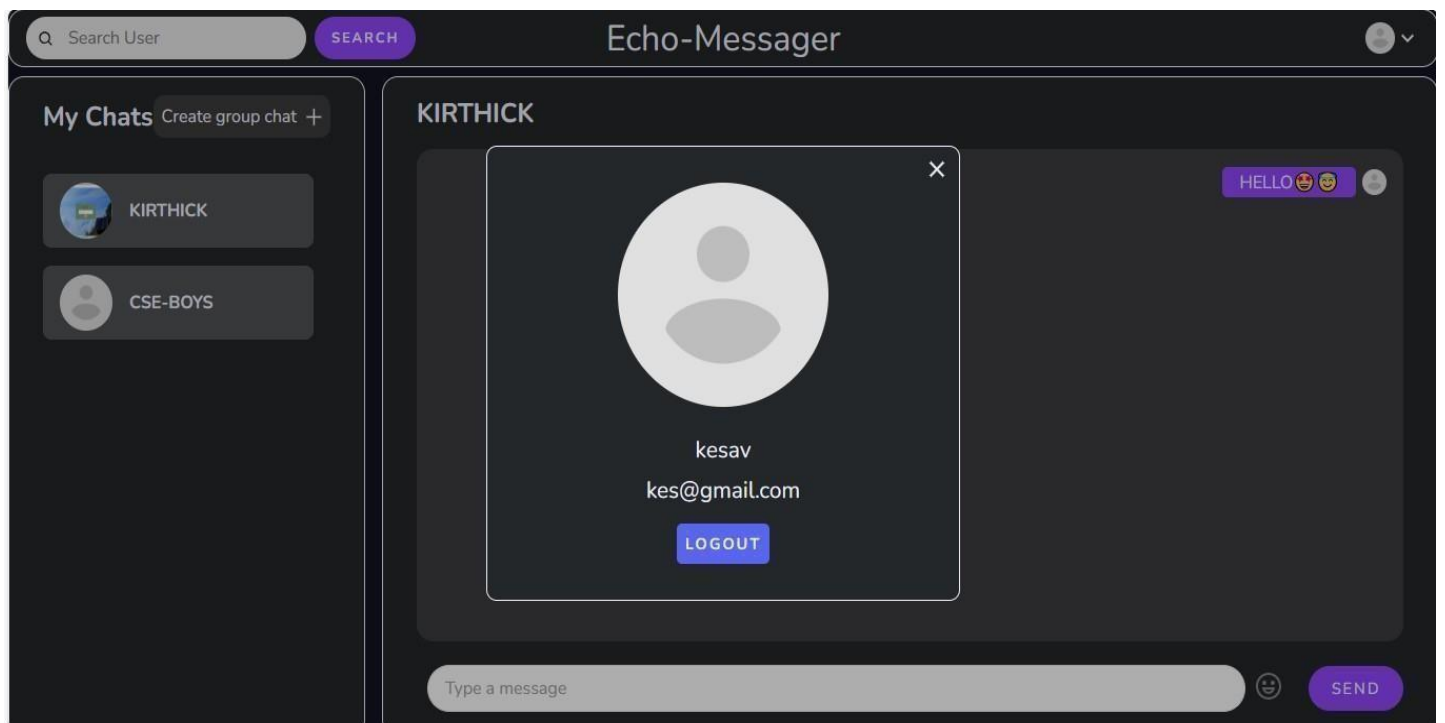 Search User
SEARCH
Echo-Messager
My Chats
Create group chat +
KIRTHICK
CSE-BOYS
KIRTHICK
HELLO🤩😇
kesav
kes@gmail.com
LOGOUT
Type a message
SEND